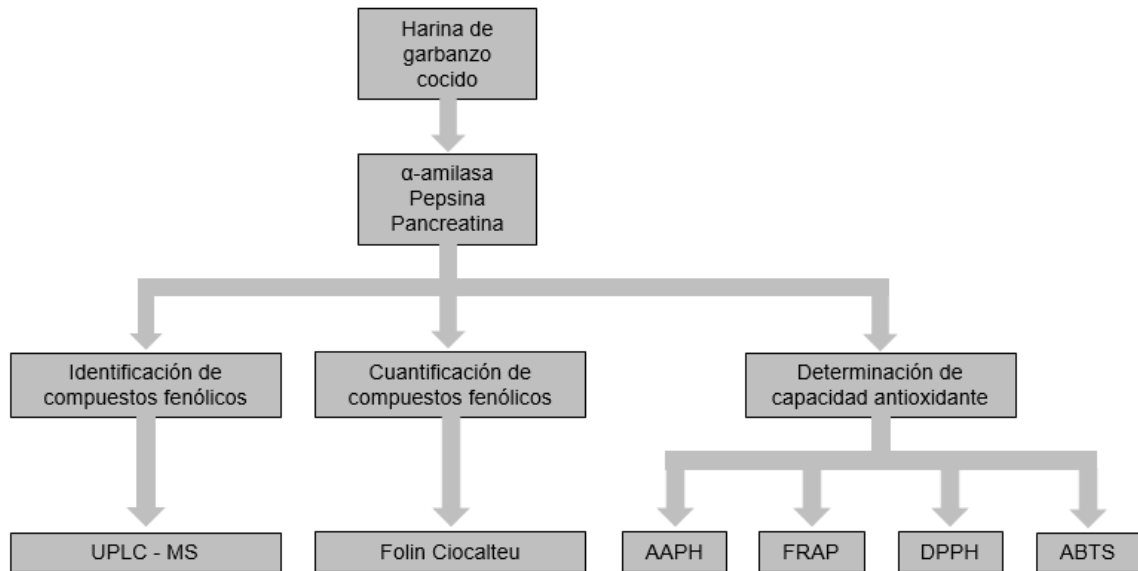 Harina de
garbanzo
cocido
α-amilasa
Pepsina
Pancreatina
Identificación de
compuestos fenólicos
Cuantificación de
compuestos fenólicos
Determinación de
capacidad antioxidante
UPLC - MS
Folin Ciocalteu
AAPH
FRAP
DPPH
ABTS